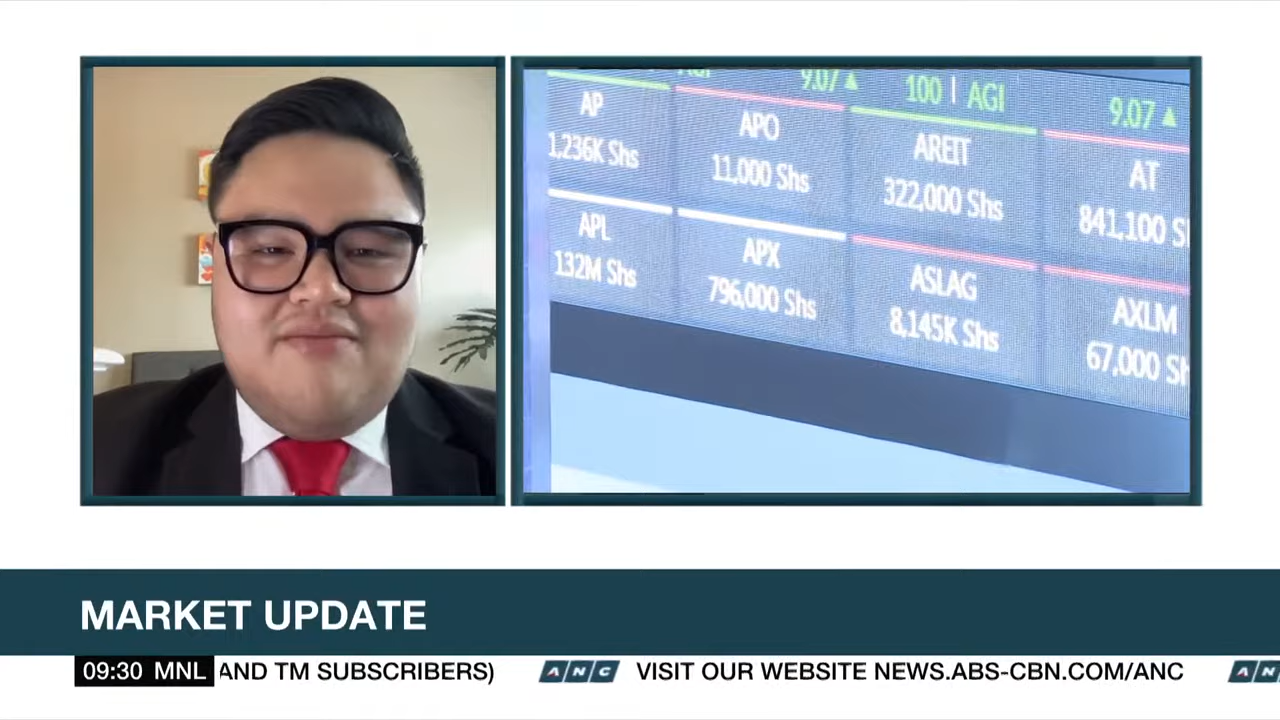 9.07 ▲ 100 | AGI 9.07 ▲
AP APO AREIT AT
1,236K Shs 11,000 Shs 322,000 Shs 841,100
APL APX ASLAG AXLM
132M Shs 796,000 Shs 8,145K Shs 67,000
MARKET UPDATE
09:30 MNL AND TM SUBSCRIBERS) ANC VISIT OUR WEBSITE NEWS.ABS-CBN.COM/ANC